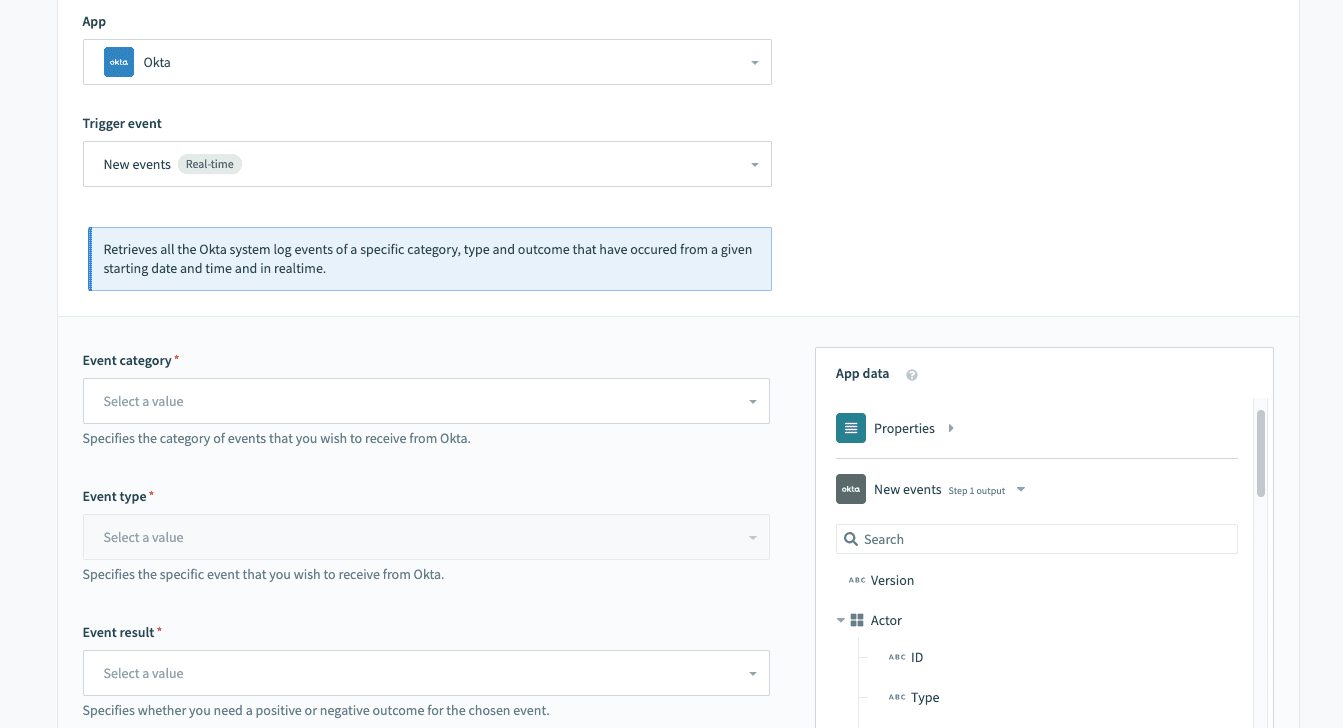 App
okta Okta
Trigger event
New events Real-time
Retrieves all the Okta system log events of a specific category, type and outcome that have occured from a given
starting date and time and in realtime.
Event category *
Select a value
Specifies the category of events that you wish to receive from Okta.
Event type *
Select a value
Specifies the specific event that you wish to receive from Okta.
Event result *
Select a value
Specifies whether you need a positive or negative outcome for the chosen event.
App data ?
Properties
okta New events Step 1 output
Search
ABC Version
Actor
ABC ID
ABC Type